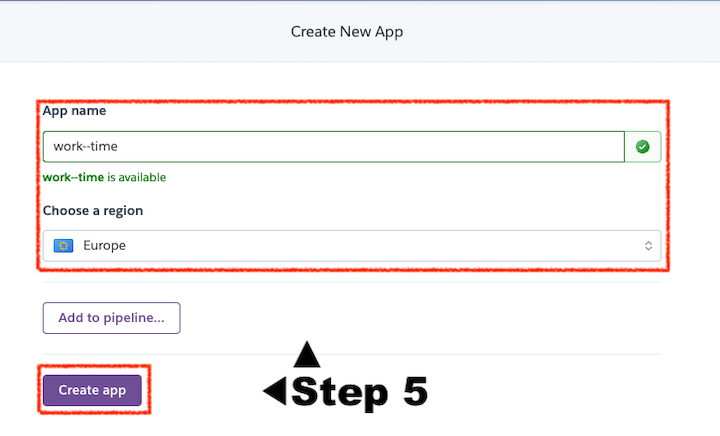 Create New App
App name
work--time
work--time is available
Choose a region
Europe
Add to pipeline...
Create app
Step 5